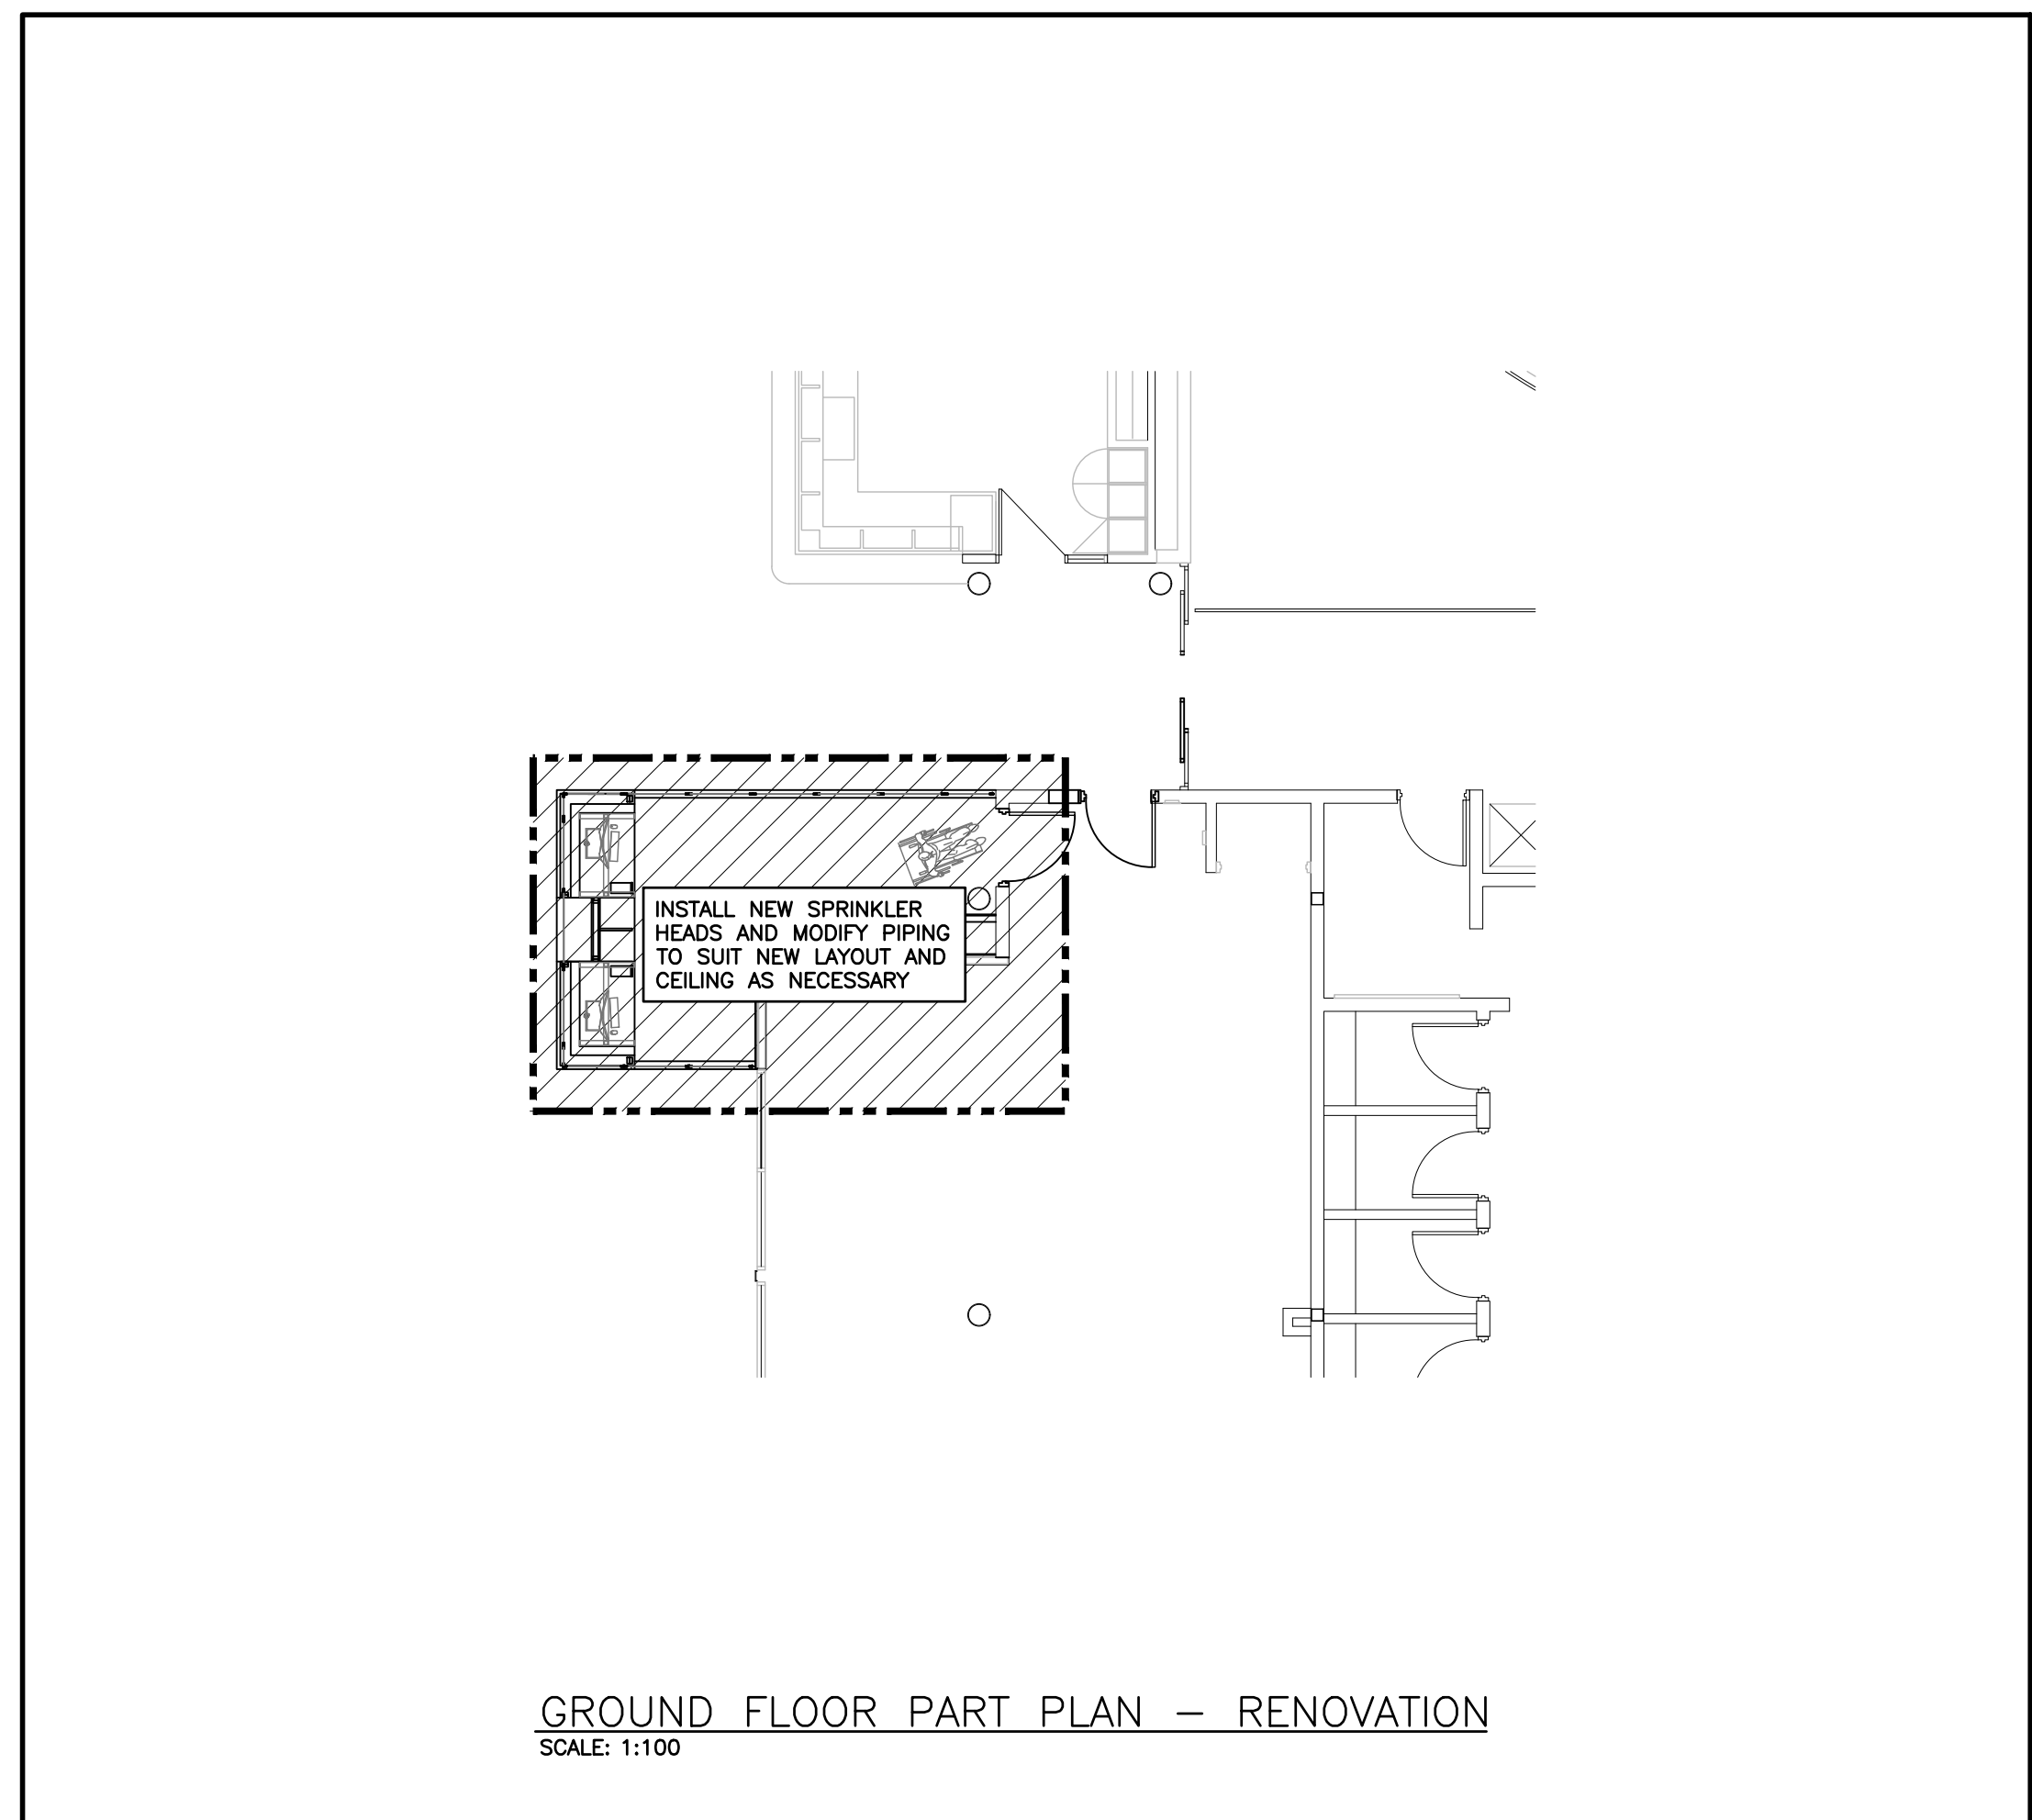 INSTALL NEW SPRINKLER
HEADS AND MODIFY PIPING
TO SUIT NEW LAYOUT AND
CEILING AS NECESSARY
GROUND FLOOR PART PLAN – RENOVATION
SCALE: 1:100